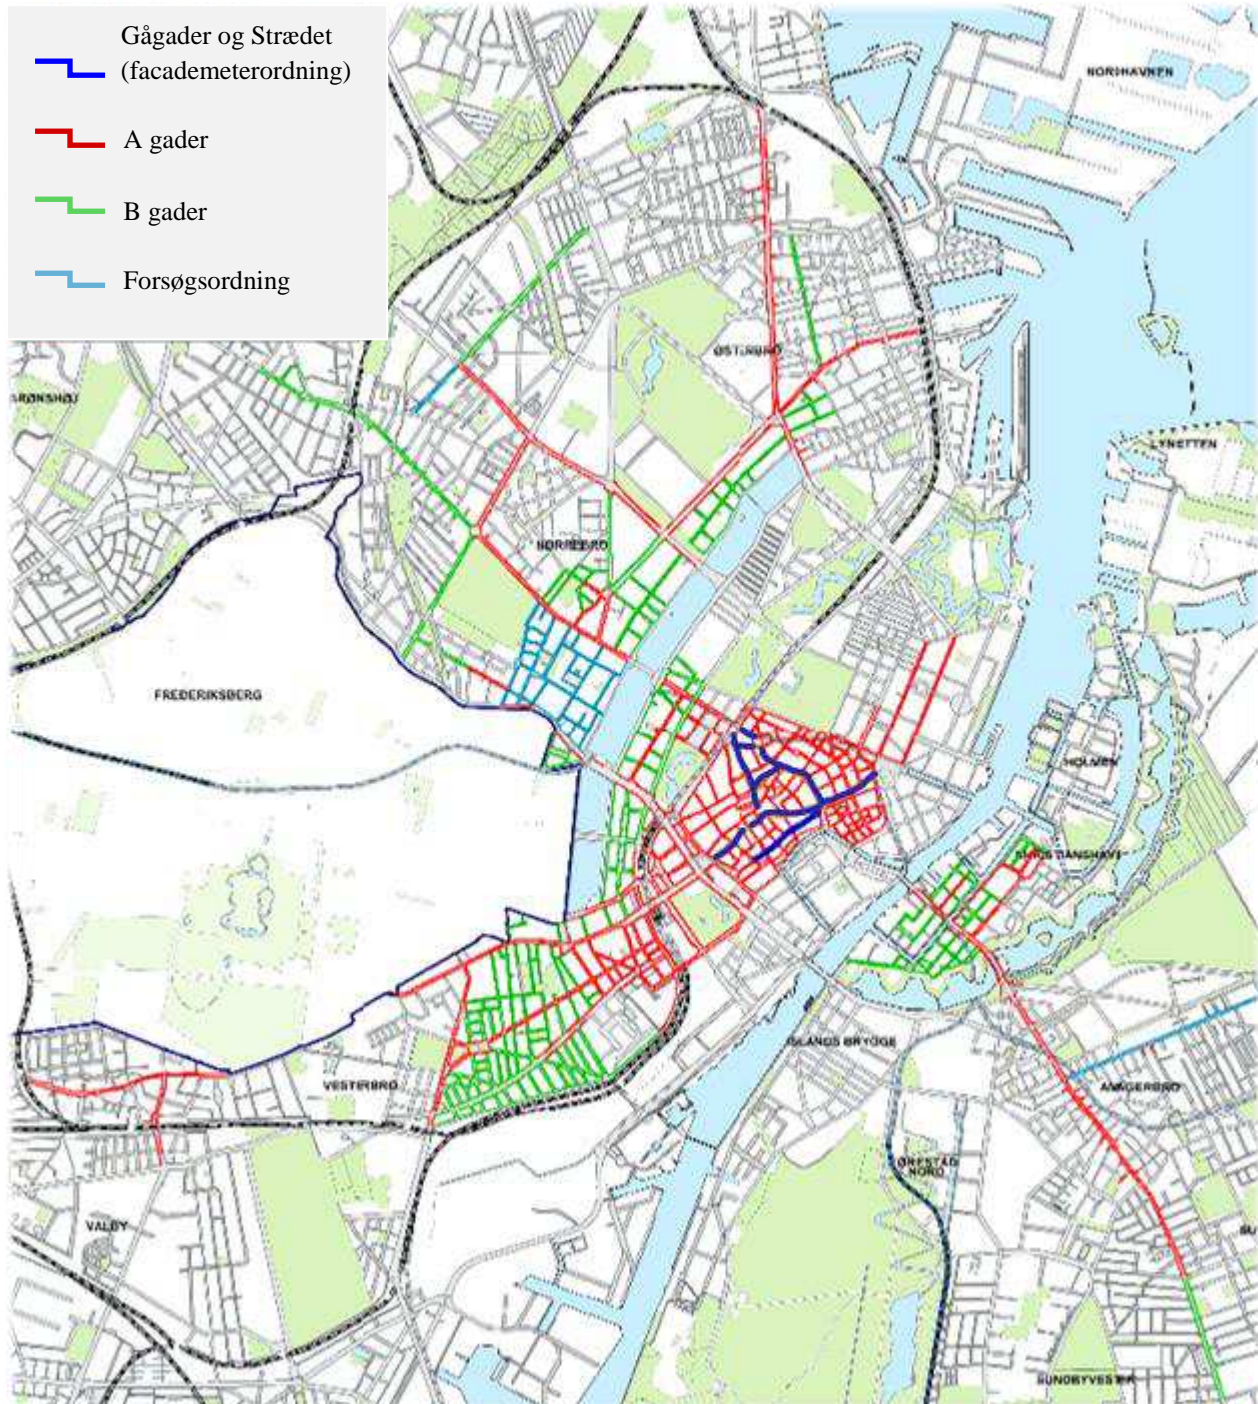 Gågader og Strædet
(facademeterordning)
A gader
B gader
Forsøgsordning
NORDHAVNEN
ØSTERBRO
LYNETTEN
NØRREBRO
FREDERIKSBERG
HOLMEN
ISLANDS BRYGGE
VESTERBRO
AMAGERBRO
ØRESTAD
NORD
VALBY
SUNDBYVESTER